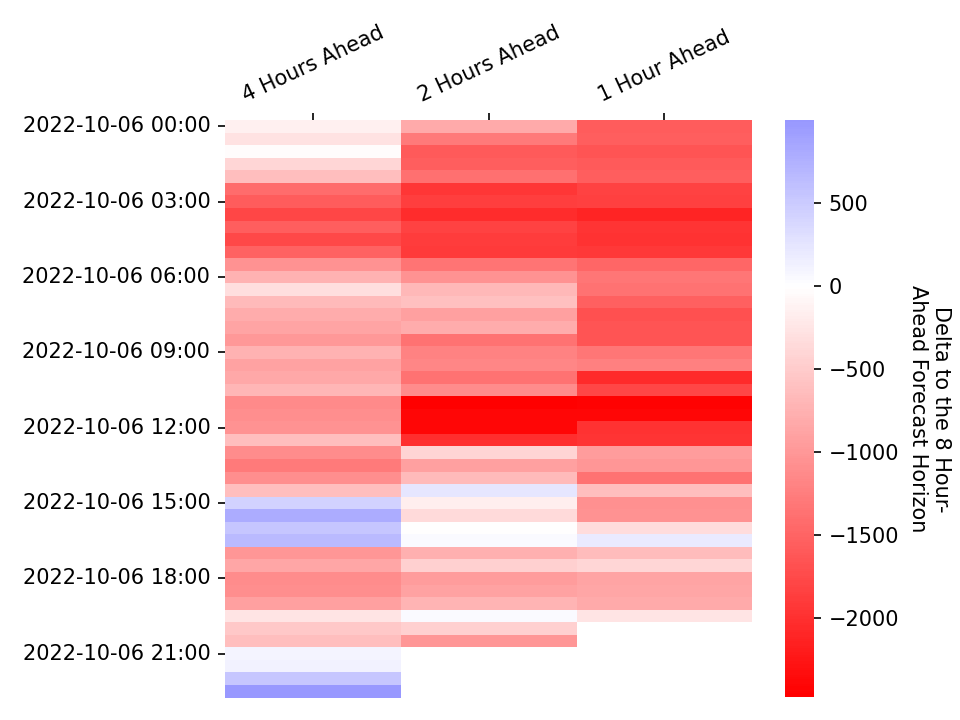 4 Hours Ahead
2 Hours Ahead
1 Hour Ahead
2022-10-06 00:00
2022-10-06 03:00
2022-10-06 06:00
2022-10-06 09:00
2022-10-06 12:00
2022-10-06 15:00
2022-10-06 18:00
2022-10-06 21:00
500
0
−500
−1000
−1500
−2000
Delta to the 8 Hour-
Ahead Forecast Horizon